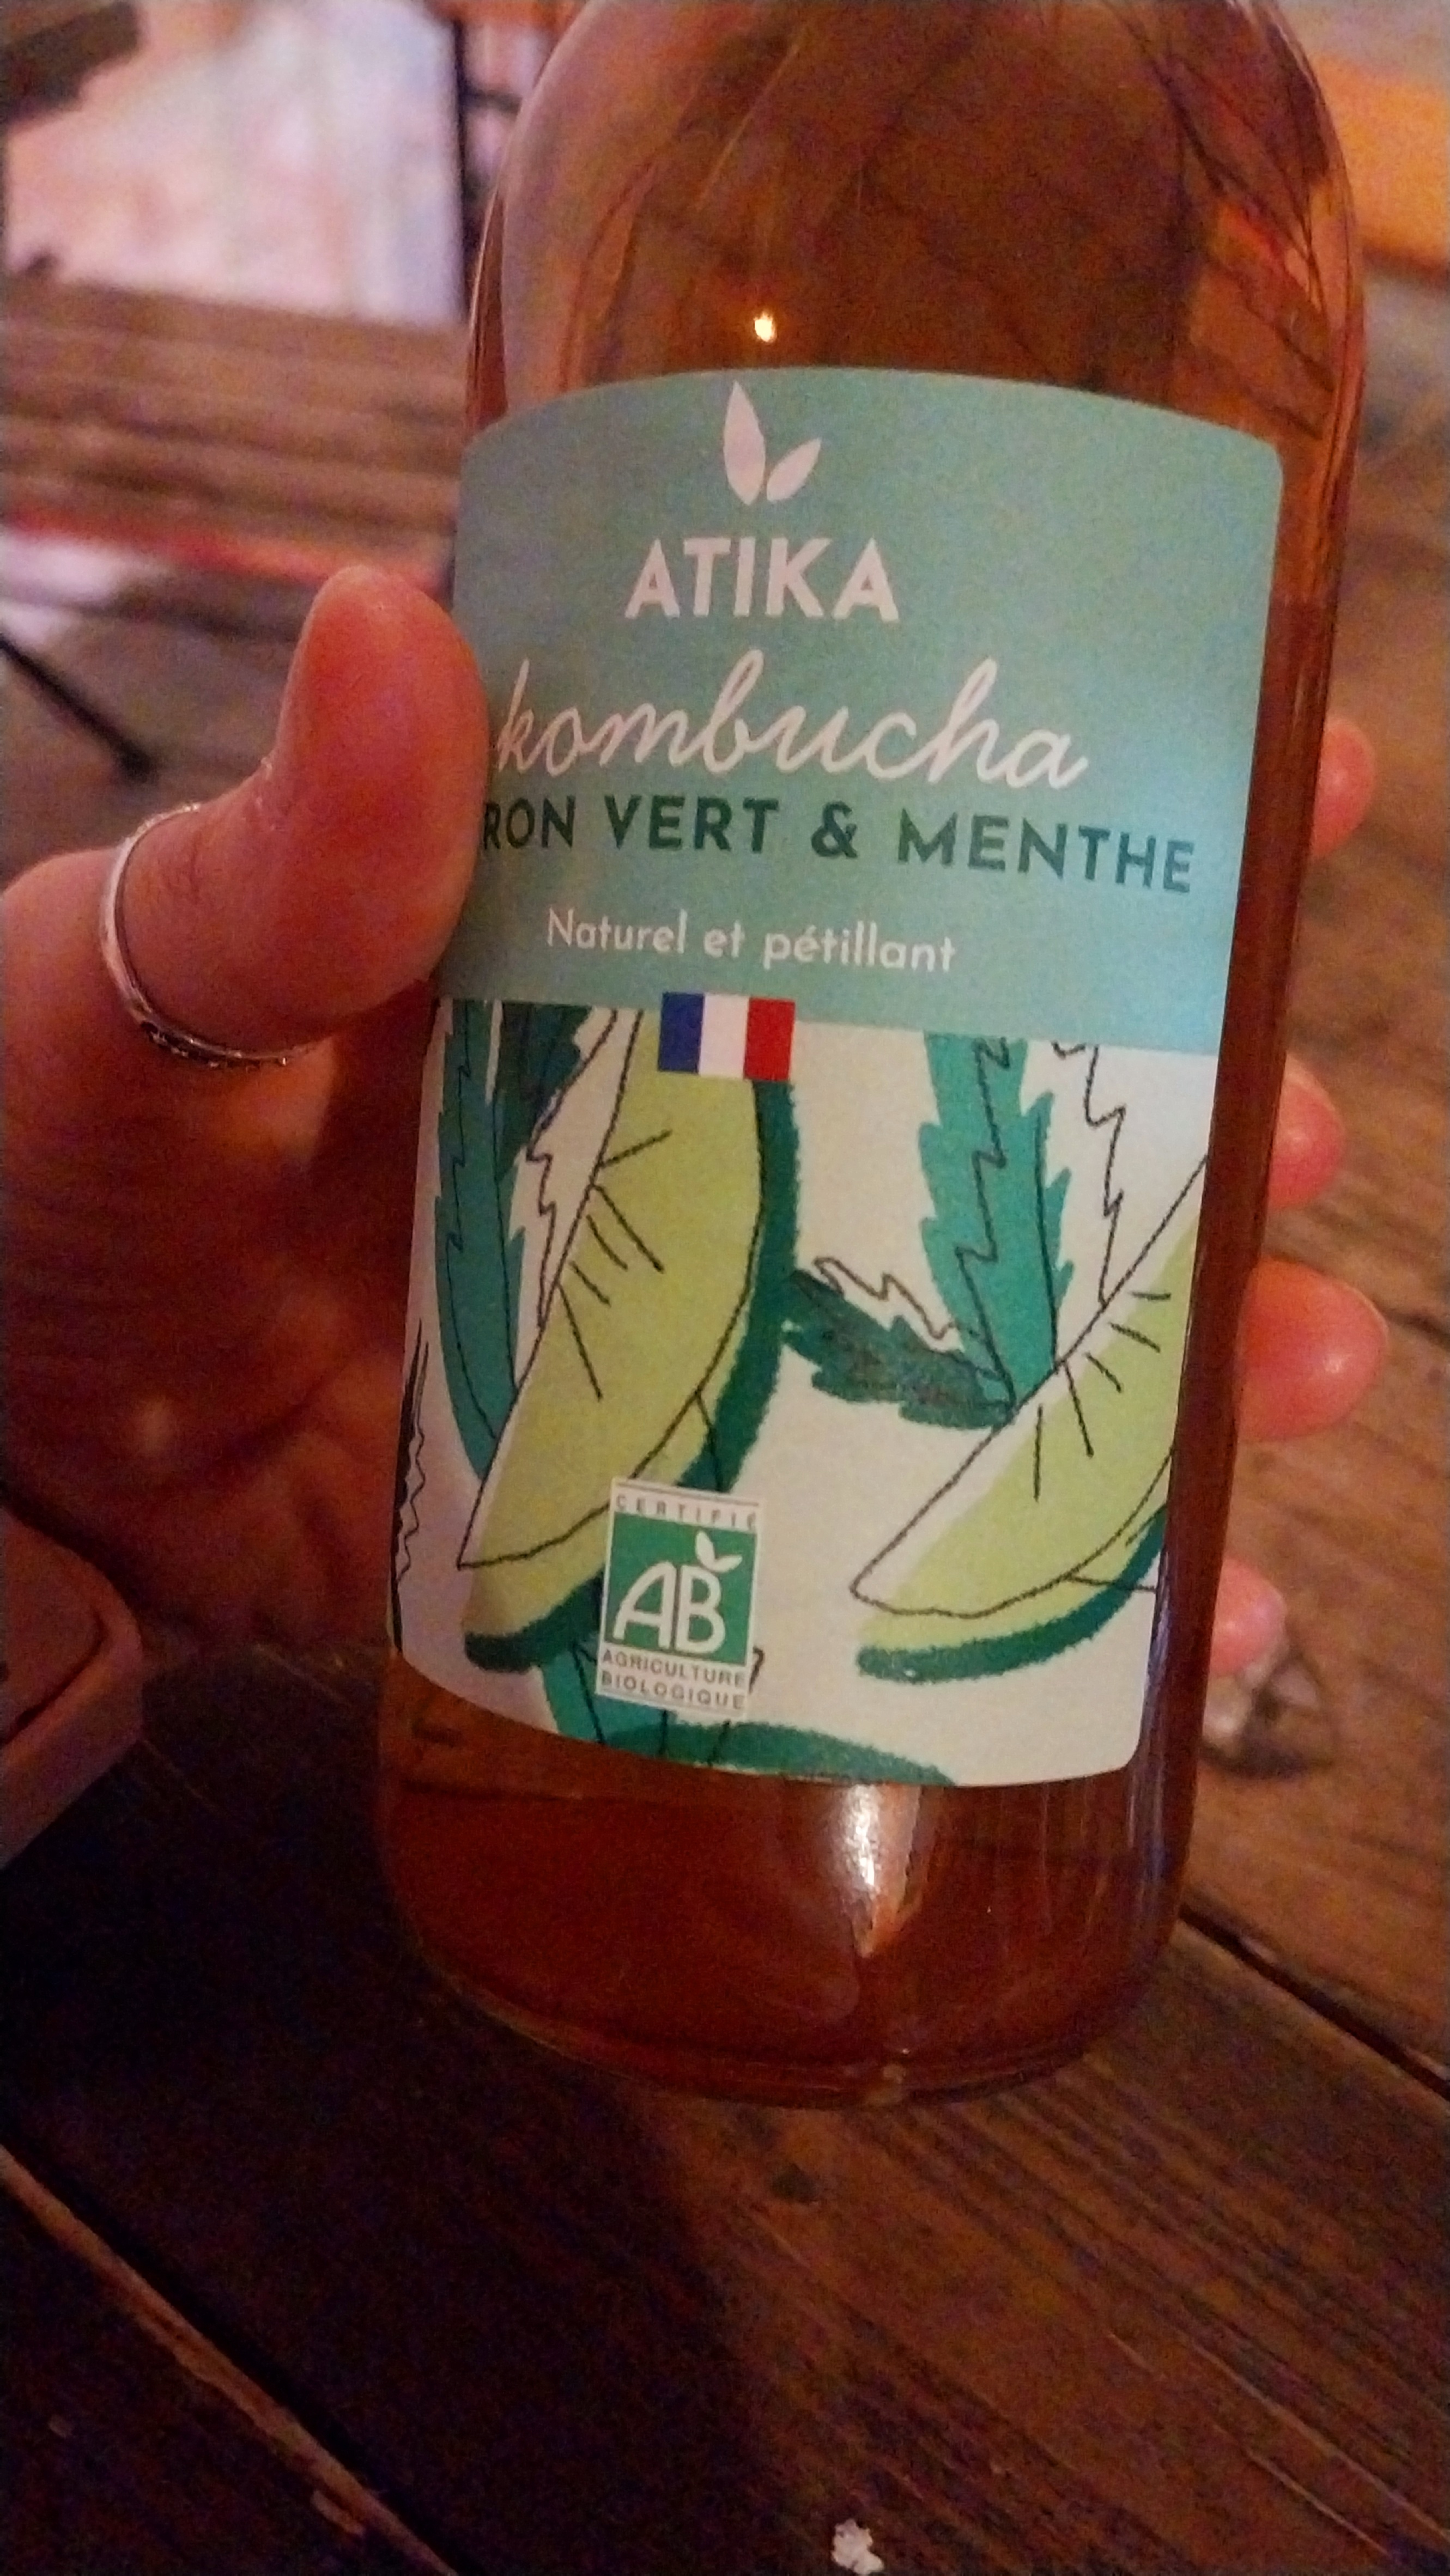 ATIKA
kombucha
RON VERT & MENTHE
Naturel et pétillant
CERTIFIÉ
AB
AGRICULTURE
BIOLOGIQUE